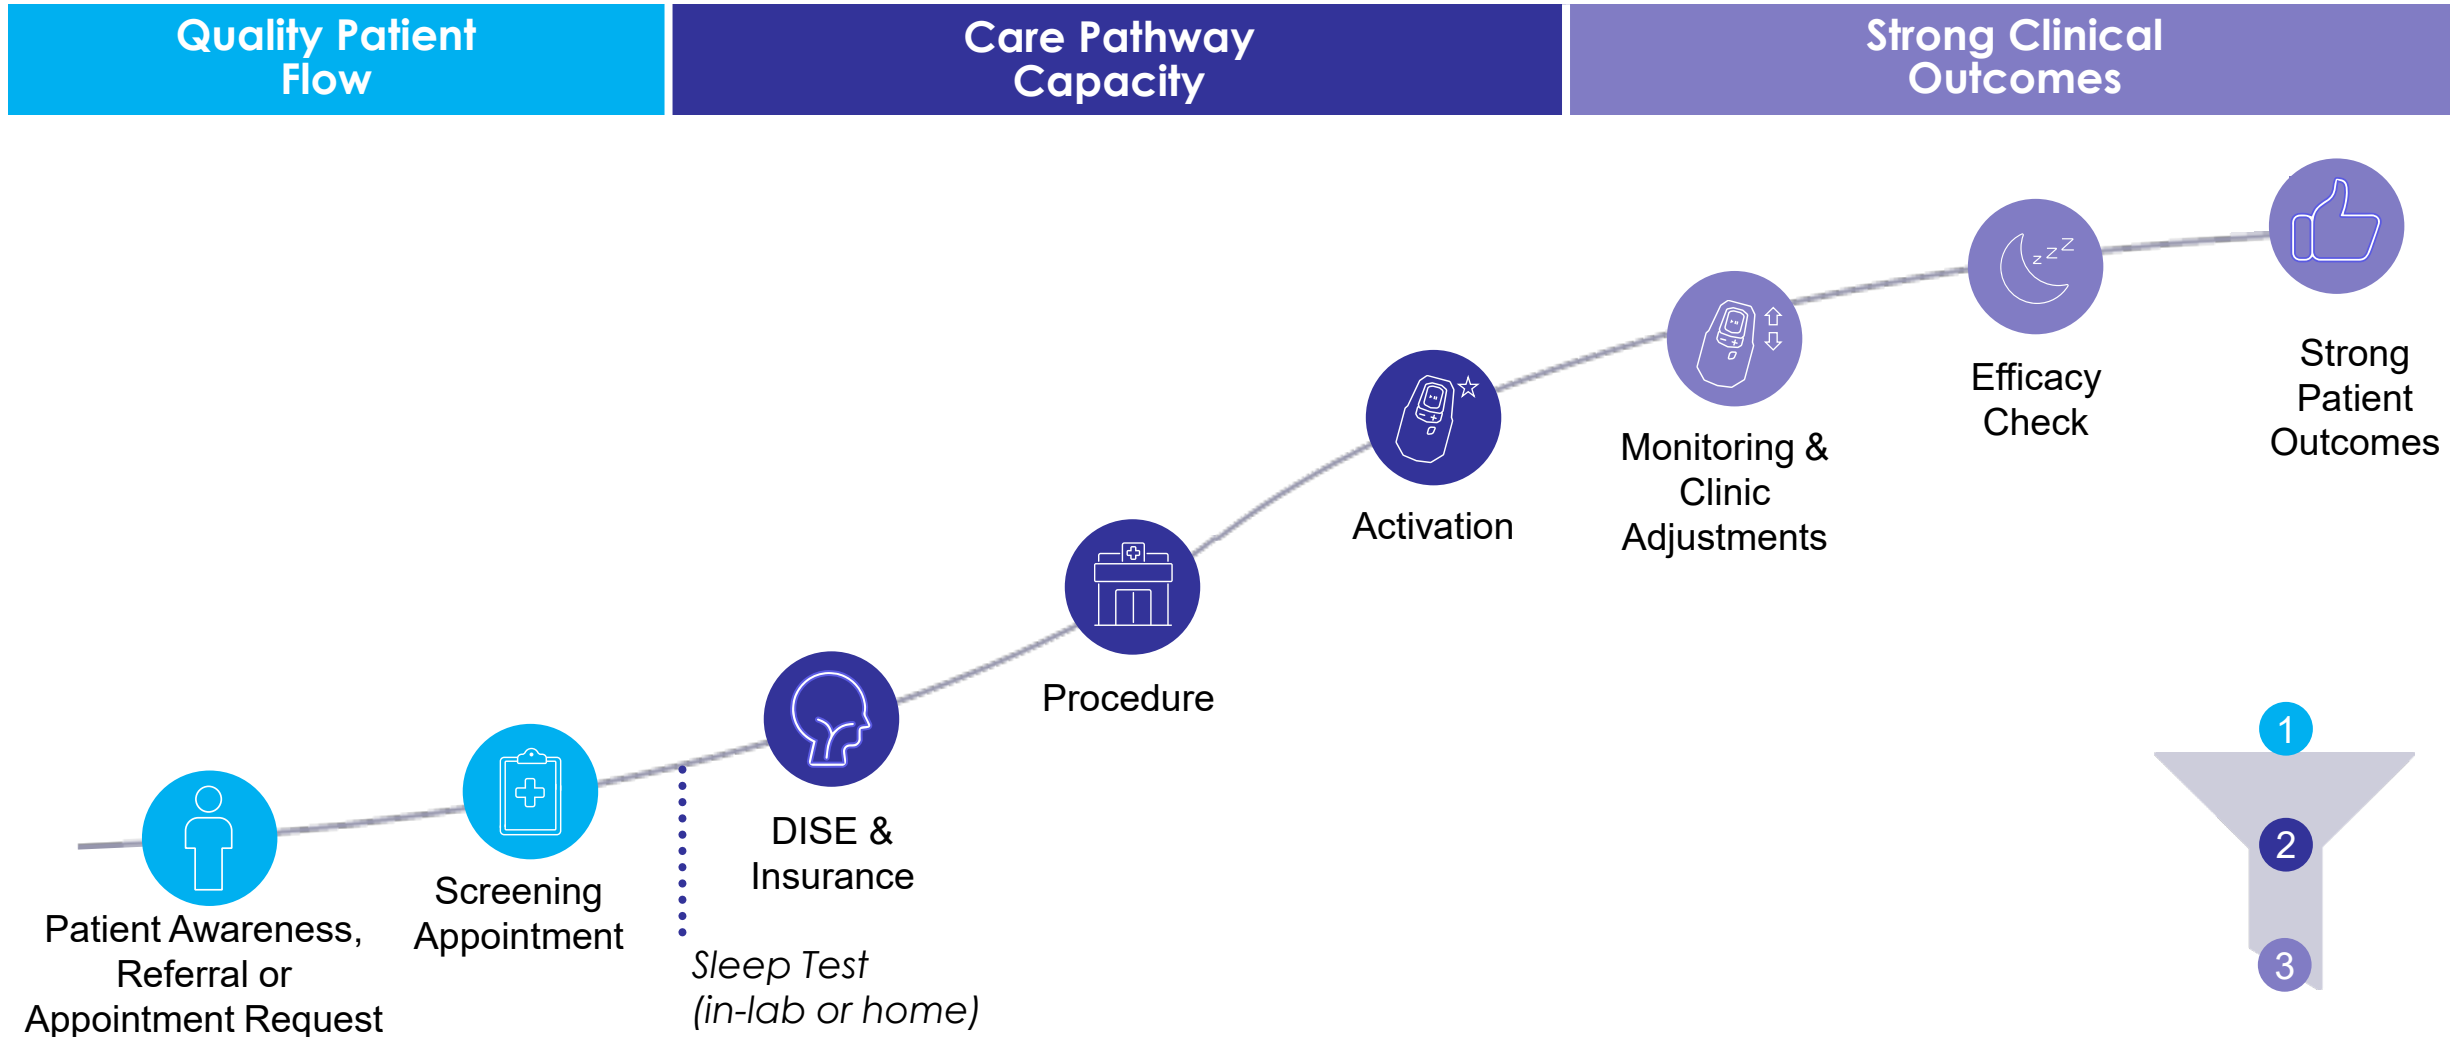 Quality Patient
Flow
Care Pathway
Capacity
Strong Clinical
Outcomes
Patient Awareness,
Referral or
Appointment Request
Screening
Appointment
Sleep Test
(in-lab or home)
DISE &
Insurance
Procedure
Activation
Monitoring &
Clinic
Adjustments
z z z
Efficacy
Check
Strong
Patient
Outcomes
1
2
3